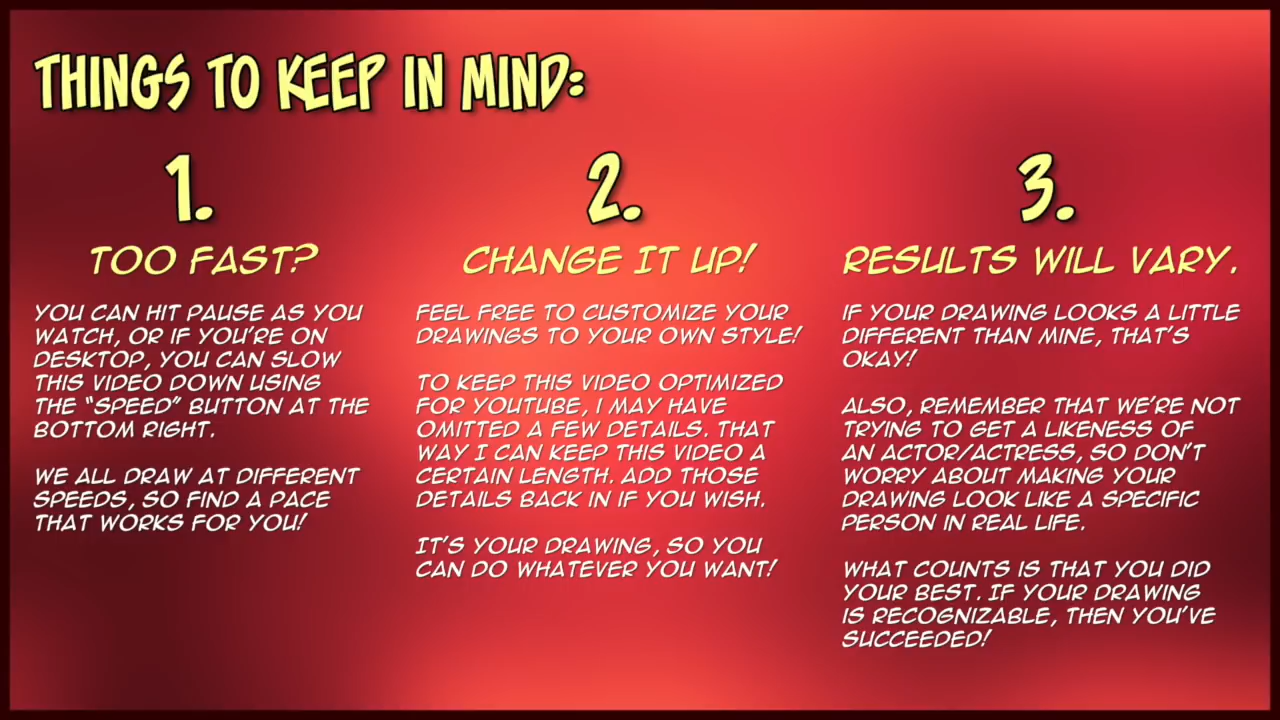 THINGS TO KEEP IN MIND:
1.
TOO FAST?
YOU CAN HIT PAUSE AS YOU
WATCH, OR IF YOU'RE ON
DESKTOP, YOU CAN SLOW
THIS VIDEO DOWN USING
THE "SPEED" BUTTON AT THE
BOTTOM RIGHT.
WE ALL DRAW AT DIFFERENT
SPEEDS, SO FIND A PACE
THAT WORKS FOR YOU!
2.
CHANGE IT UP!
FEEL FREE TO CUSTOMIZE YOUR
DRAWINGS TO YOUR OWN STYLE!
TO KEEP THIS VIDEO OPTIMIZED
FOR YOUTUBE, I MAY HAVE
OMITTED A FEW DETAILS. THAT
WAY I CAN KEEP THIS VIDEO A
CERTAIN LENGTH. ADD THOSE
DETAILS BACK IN IF YOU WISH.
IT'S YOUR DRAWING, SO YOU
CAN DO WHATEVER YOU WANT!
3.
RESULTS WILL VARY.
IF YOUR DRAWING LOOKS A LITTLE
DIFFERENT THAN MINE, THAT'S
OKAY!
ALSO, REMEMBER THAT WE'RE NOT
TRYING TO GET A LIKENESS OF
AN ACTOR/ACTRESS, SO DON'T
WORRY ABOUT MAKING YOUR
DRAWING LOOK LIKE A SPECIFIC
PERSON IN REAL LIFE.
WHAT COUNTS IS THAT YOU DID
YOUR BEST. IF YOUR DRAWING
IS RECOGNIZABLE, THEN YOU'VE
SUCCEEDED!